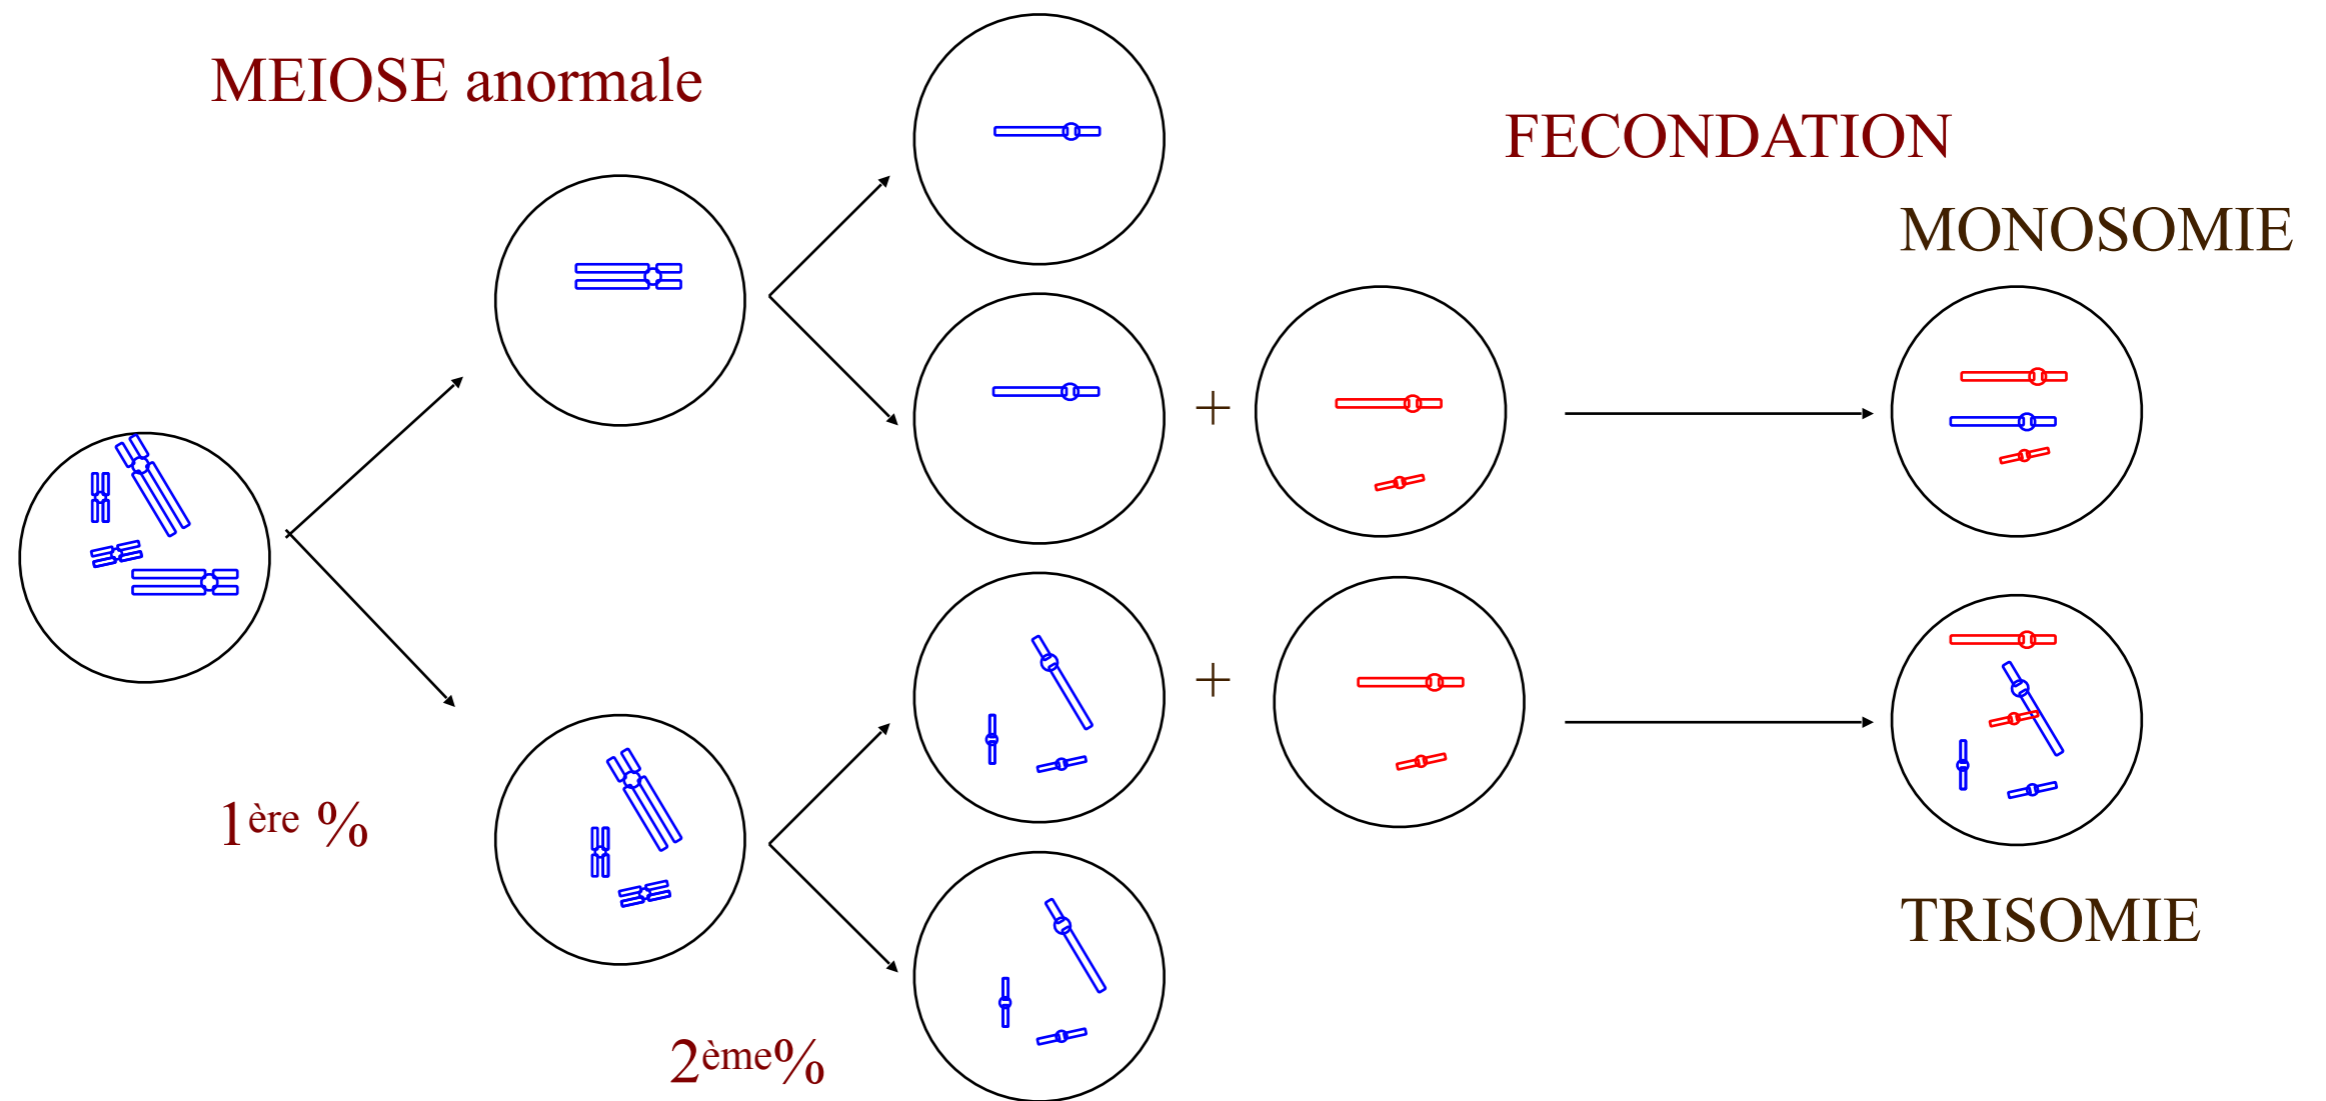 MEIOSE anormale
FECONDATION
MONOSOMIE
+
+
1ère %
TRISOMIE
2ème%